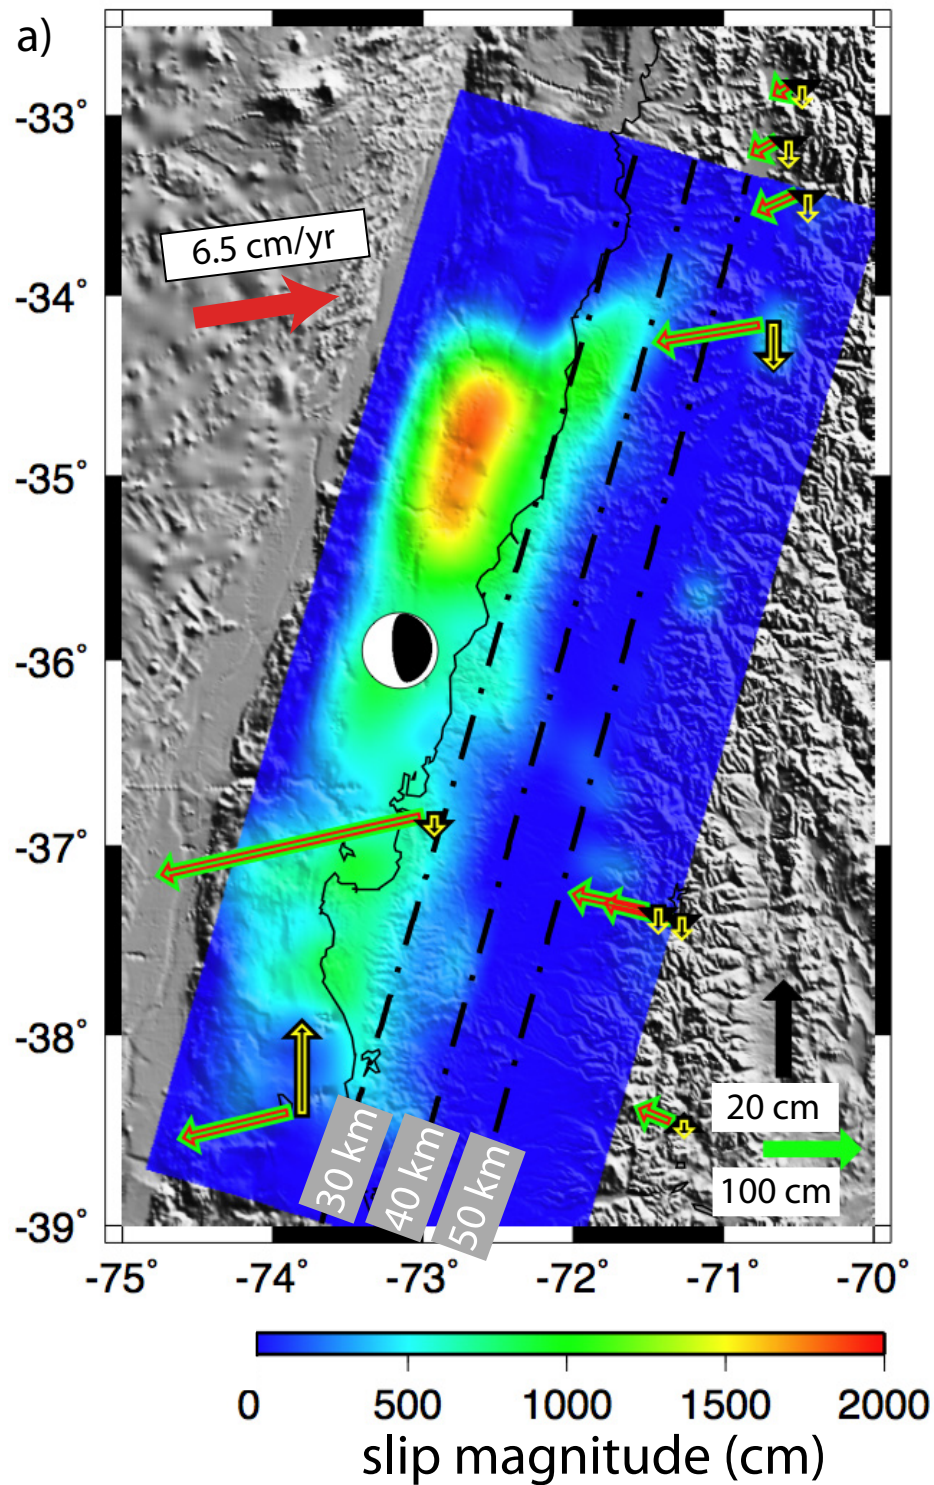 a)
-33˚
6.5 cm/yr
-34˚
-35˚
-36˚
-37˚
-38˚
20 cm
30 km
40 km
50 km
100 cm
-39˚
-75˚ -74˚ -73˚ -72˚ -71˚ -70˚
0 500 1000 1500 2000
slip magnitude (cm)